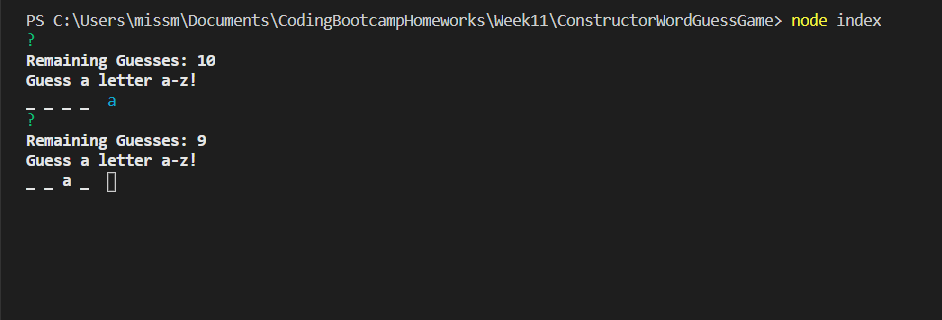 PS C:\Users\missm\Documents\CodingBootcampHomeworks\Week11\ConstructorWordGuessGame> node index
?
Remaining Guesses: 10
Guess a letter a-z!
_ _ _ _  a
?
Remaining Guesses: 9
Guess a letter a-z!
_ _ a _